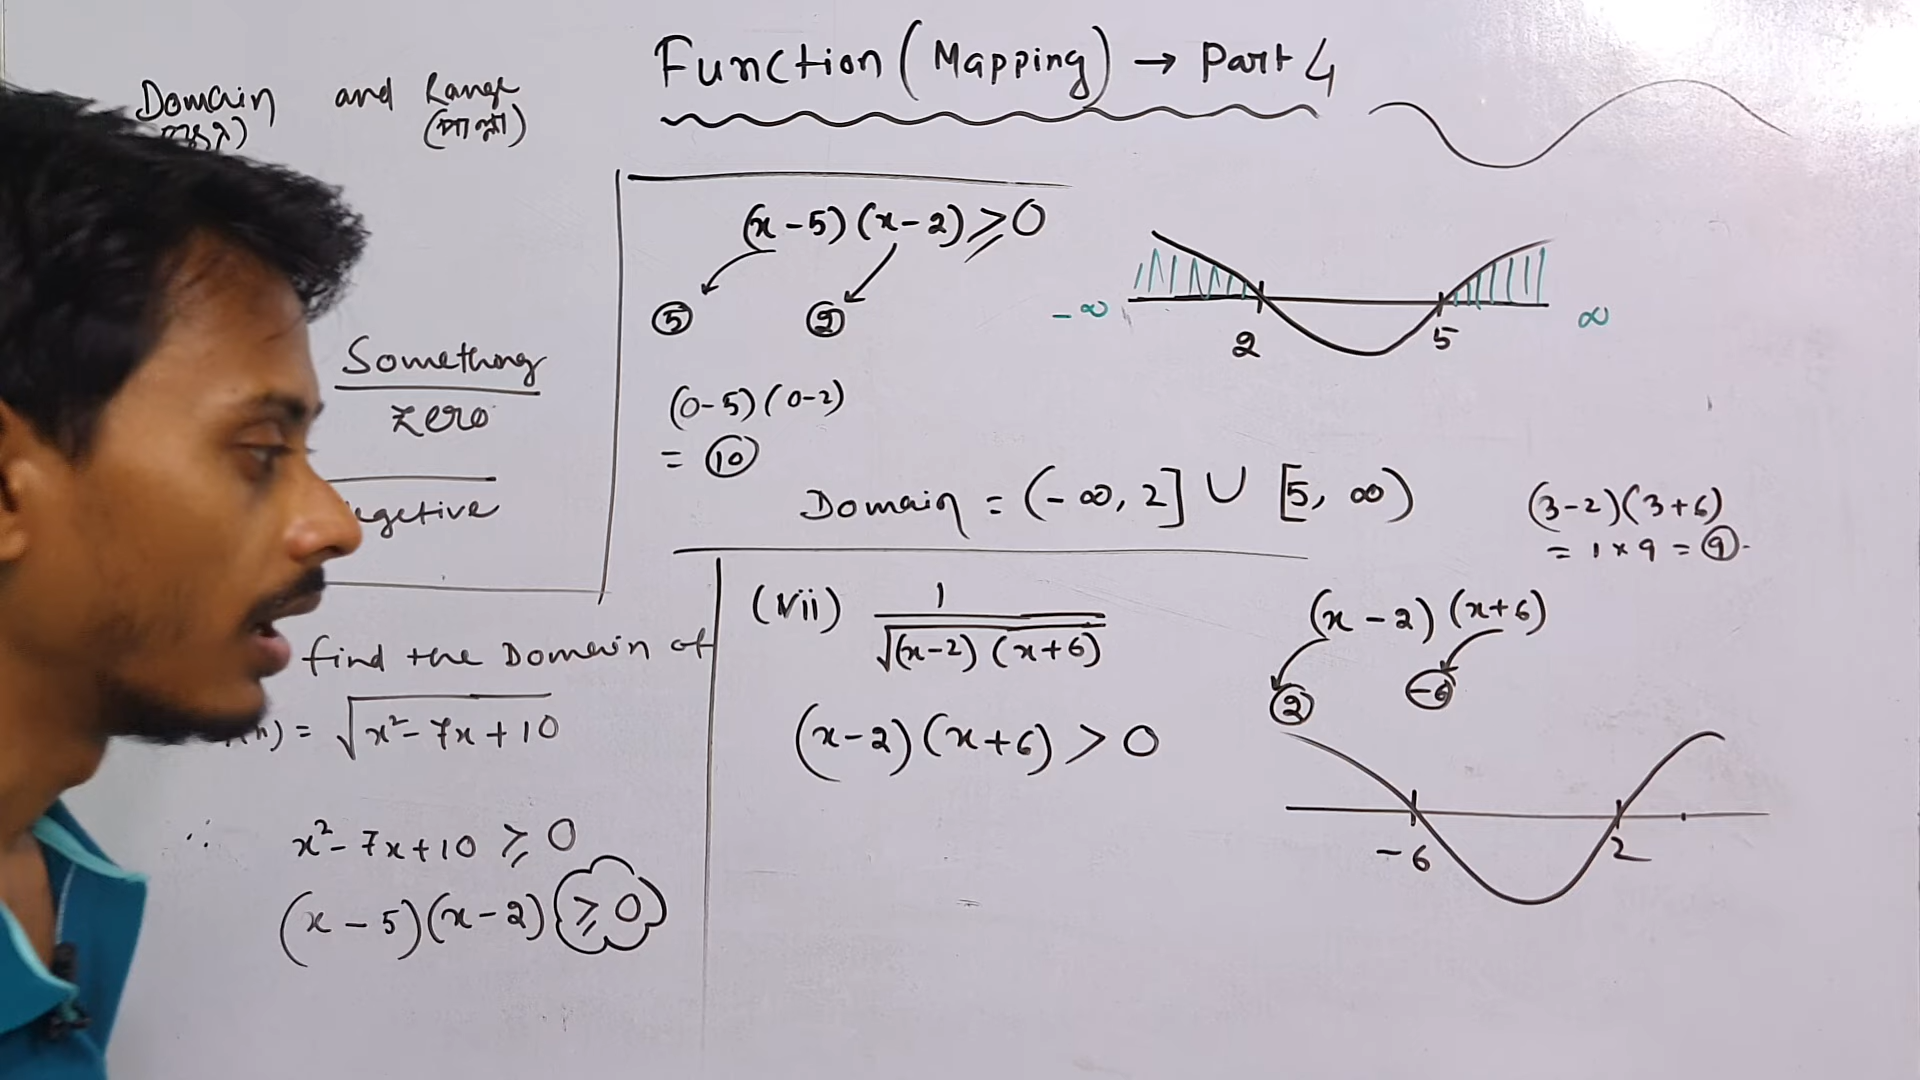 Function (Mapping) → Part 4
Domain and Range
(মাত্রা)
Something
zero
egetive
find the Domain of
= √x²-7x+10
∴ x²-7x+10 ≥ 0
(x-5)(x-2) ≥ 0
(x-5)(x-2) ≥ 0
5 2
(0-5)(0-2)
= 10
-∞ 2 5 ∞
Domain = (-∞, 2] ∪ [5, ∞)
(vii) 1
√(x-2)(x+6)
(x-2)(x+6) > 0
(3-2)(3+6)
= 1 × 9 = 9
(x-2)(x+6)
2 -6
-6 2